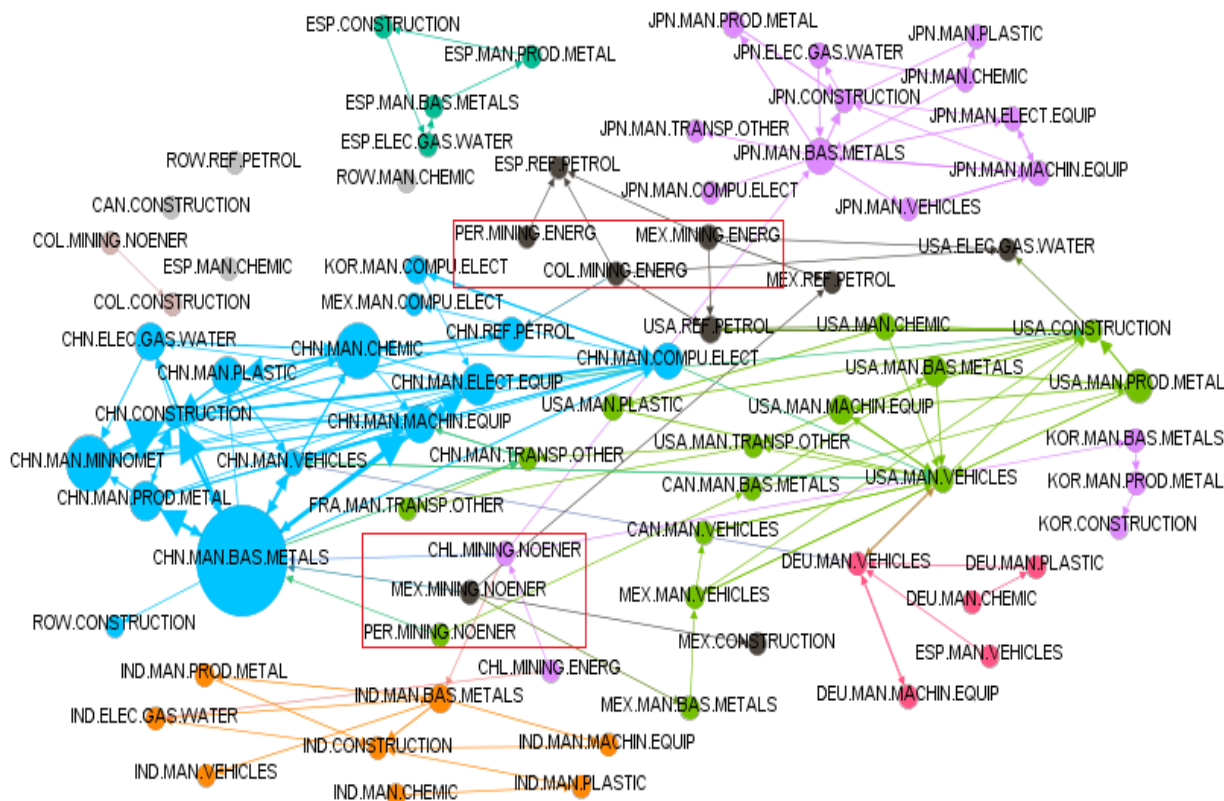 ESP.CONSTRUCTION
JPN.MAN.PROD.METAL
JPN.MAN.PLASTIC
ESP.MAN.PROD.METAL
JPN.ELEC.GAS.WATER
JPN.MAN.CHEMIC
ESP.MAN.BAS.METALS
JPN.CONSTRUCTION
JPN.MAN.ELECT.EQUIP
ESP.ELEC.GAS.WATER
JPN.MAN.TRANSP.OTHER
JPN.MAN.BAS.METALS
ROW.REF.PETROL
ESP.REF.PETROL
JPN.MAN.MACHIN.EQUIP
ROW.MAN.CHEMIC
JPN.MAN.COMPU.ELECT
CAN.CONSTRUCTION
JPN.MAN.VEHICLES
COL.MINING.NOENER
PER.MINING.ENERG
MEX.MINING.ENERG
USA.ELEC.GAS.WATER
ESP.MAN.CHEMIC
KOR.MAN.COMPU.ELECT
COL.MINING.ENERG
MEX.REF.PETROL
COL.CONSTRUCTION
MEX.MAN.COMPU.ELECT
CHN.ELEC.GAS.WATER
CHN.REF.PETROL
USA.REF.PETROL
USA.MAN.CHEMIC
USA.CONSTRUCTION
CHN.MAN.CHEMIC
CHN.MAN.COMPU.ELECT
CHN.MAN.PLASTIC
CHN.MAN.ELECT.EQUIP
USA.MAN.BAS.METALS
USA.MAN.PROD.METAL
CHN.CONSTRUCTION
CHN.MAN.MACHIN.EQUIP
USA.MAN.PLASTIC
USA.MAN.MACHIN.EQUIP
CHN.MAN.MINNOMET
CHN.MAN.VEHICLES
CHN.MAN.TRANSP.OTHER
USA.MAN.TRANSP.OTHER
KOR.MAN.BAS.METALS
CHN.MAN.PROD.METAL
FRA.MAN.TRANSP.OTHER
CAN.MAN.BAS.METALS
USA.MAN.VEHICLES
KOR.MAN.PROD.METAL
CHN.MAN.BAS.METALS
CHL.MINING.NOENER
CAN.MAN.VEHICLES
KOR.CONSTRUCTION
DEU.MAN.VEHICLES
DEU.MAN.PLASTIC
MEX.MINING.NOENER
MEX.MAN.VEHICLES
DEU.MAN.CHEMIC
ROW.CONSTRUCTION
PER.MINING.NOENER
MEX.CONSTRUCTION
ESP.MAN.VEHICLES
IND.MAN.PROD.METAL
CHL.MINING.ENERG
DEU.MAN.MACHIN.EQUIP
IND.MAN.BAS.METALS
MEX.MAN.BAS.METALS
IND.ELEC.GAS.WATER
IND.CONSTRUCTION
IND.MAN.MACHIN.EQUIP
IND.MAN.VEHICLES
IND.MAN.CHEMIC
IND.MAN.PLASTIC